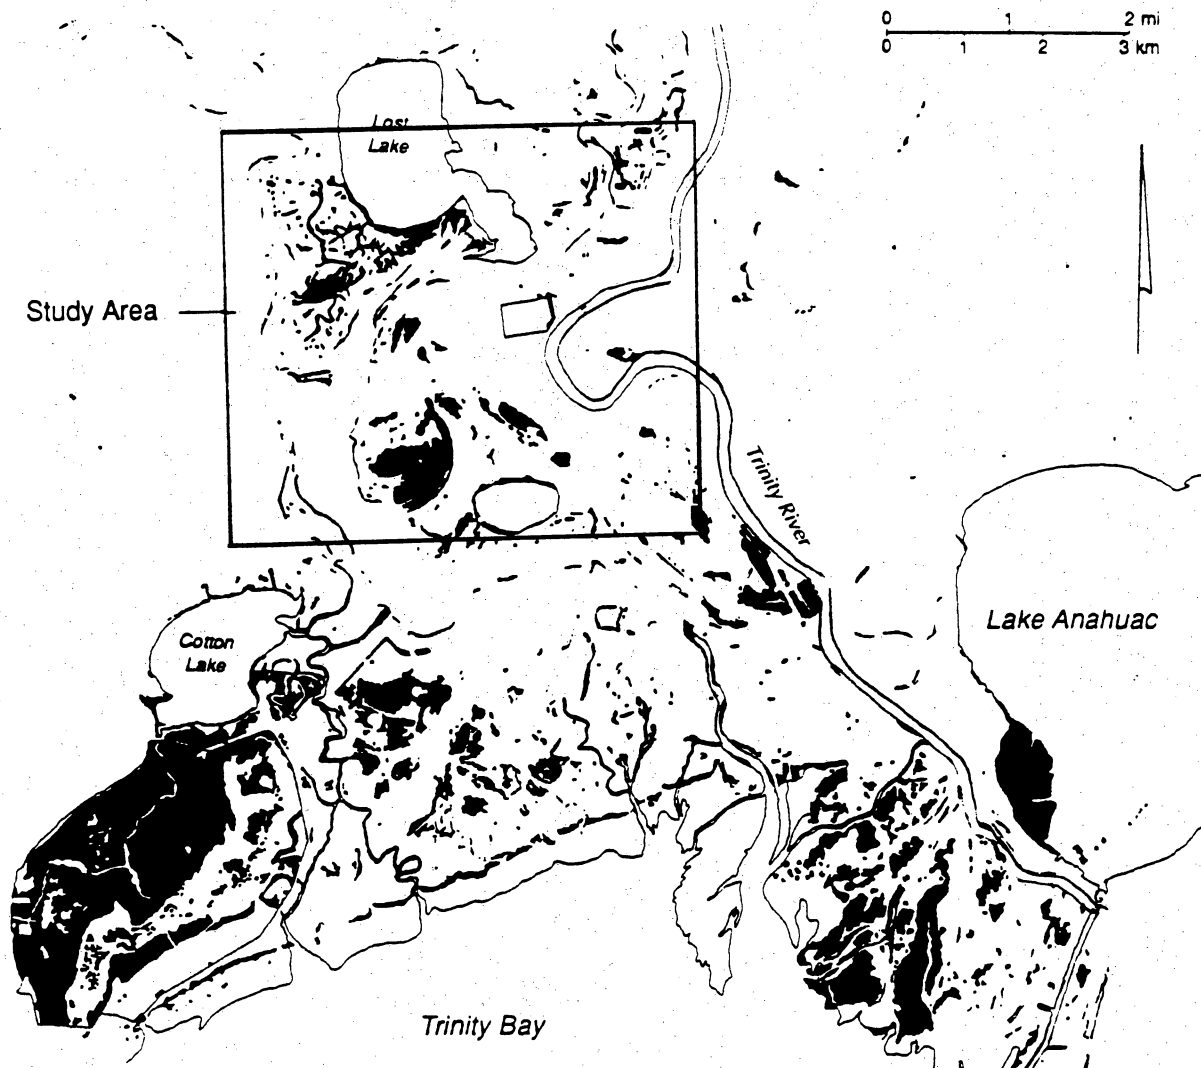 0 1 2 mi
0 1 2 3 km
Lost
Lake
Study Area
Trinity River
Lake Anahuac
Cotton
Lake
Trinity Bay